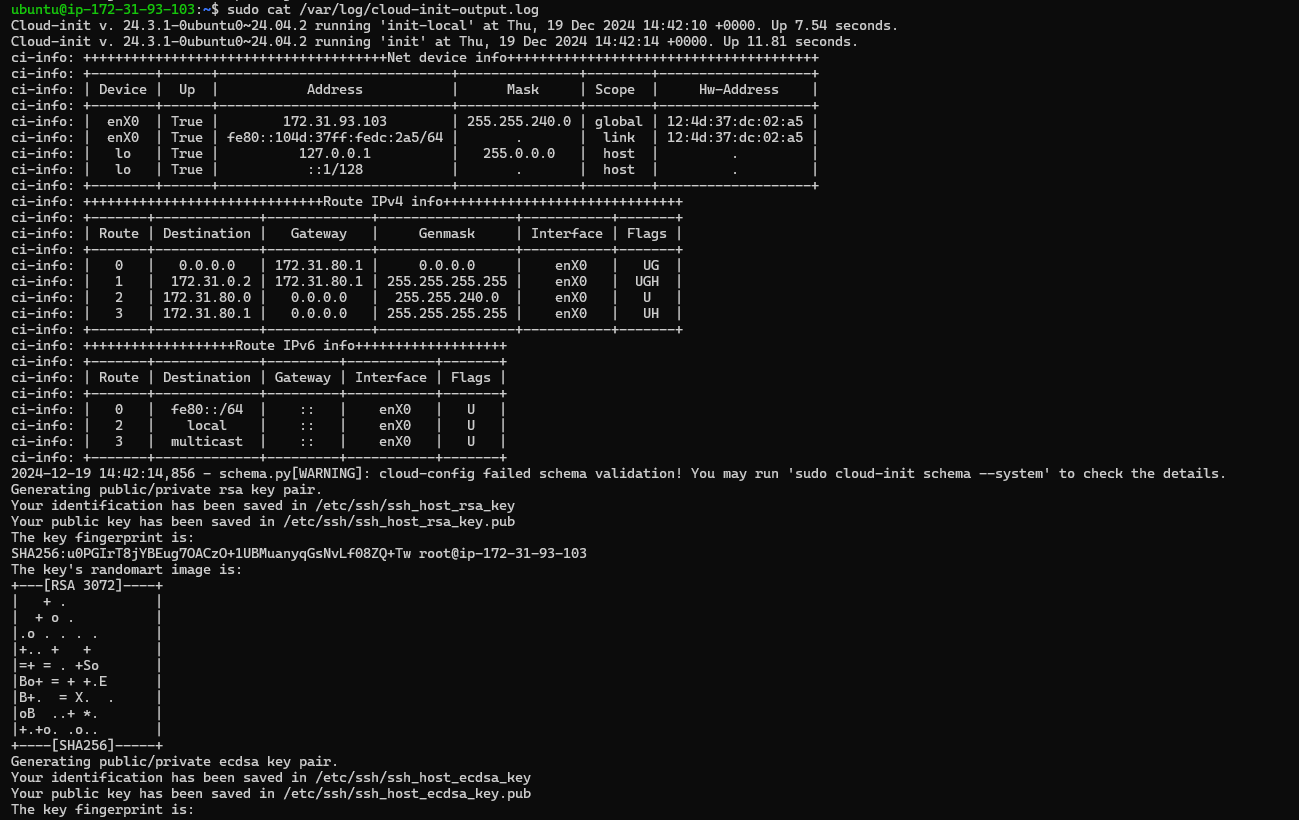 ubuntu@ip-172-31-93-103:~$ sudo cat /var/log/cloud-init-output.log
Cloud-init v. 24.3.1-0ubuntu0~24.04.2 running 'init-local' at Thu, 19 Dec 2024 14:42:10 +0000. Up 7.54 seconds.
Cloud-init v. 24.3.1-0ubuntu0~24.04.2 running 'init' at Thu, 19 Dec 2024 14:42:14 +0000. Up 11.81 seconds.
ci-info: ++++++++++++++++++++++++++++++++++++++Net device info+++++++++++++++++++++++++++++++++++++++
ci-info: +--------+------+-----------------------------+---------------+--------+-------------------+
ci-info: | Device |  Up  |           Address           |      Mask     | Scope  |     Hw-Address    |
ci-info: +--------+------+-----------------------------+---------------+--------+-------------------+
ci-info: |  enX0  | True |        172.31.93.103        | 255.255.240.0 | global | 12:4d:37:dc:02:a5 |
ci-info: |  enX0  | True | fe80::104d:37ff:fedc:2a5/64 |       .       |  link  | 12:4d:37:dc:02:a5 |
ci-info: |   lo   | True |          127.0.0.1          |   255.0.0.0   |  host  |         .         |
ci-info: |   lo   | True |           ::1/128           |       .       |  host  |         .         |
ci-info: +--------+------+-----------------------------+---------------+--------+-------------------+
ci-info: ++++++++++++++++++++++++++++++Route IPv4 info++++++++++++++++++++++++++++++
ci-info: +-------+-------------+-------------+-----------------+-----------+-------+
ci-info: | Route | Destination |   Gateway   |     Genmask     | Interface | Flags |
ci-info: +-------+-------------+-------------+-----------------+-----------+-------+
ci-info: |   0   |   0.0.0.0   | 172.31.80.1 |     0.0.0.0     |    enX0   |   UG  |
ci-info: |   1   |  172.31.0.2 | 172.31.80.1 | 255.255.255.255 |    enX0   |  UGH  |
ci-info: |   2   | 172.31.80.0 |   0.0.0.0   |  255.255.240.0  |    enX0   |   U   |
ci-info: |   3   | 172.31.80.1 |   0.0.0.0   | 255.255.255.255 |    enX0   |   UH  |
ci-info: +-------+-------------+-------------+-----------------+-----------+-------+
ci-info: +++++++++++++++++++Route IPv6 info+++++++++++++++++++
ci-info: +-------+-------------+---------+-----------+-------+
ci-info: | Route | Destination | Gateway | Interface | Flags |
ci-info: +-------+-------------+---------+-----------+-------+
ci-info: |   0   |  fe80::/64  |    ::   |    enX0   |   U   |
ci-info: |   2   |    local    |    ::   |    enX0   |   U   |
ci-info: |   3   |  multicast  |    ::   |    enX0   |   U   |
ci-info: +-------+-------------+---------+-----------+-------+
2024-12-19 14:42:14,856 - schema.py[WARNING]: cloud-config failed schema validation! You may run 'sudo cloud-init schema --system' to check the details.
Generating public/private rsa key pair.
Your identification has been saved in /etc/ssh/ssh_host_rsa_key
Your public key has been saved in /etc/ssh/ssh_host_rsa_key.pub
The key fingerprint is:
SHA256:u0PGIrT8jYBEug7OACzO+1UBMuanyqGsNvLf08ZQ+Tw root@ip-172-31-93-103
The key's randomart image is:
+---[RSA 3072]----+
|   + .           |
|  + o .          |
|.o . . . .       |
|+.. +   +        |
|=+ = . +So       |
|Bo+ = + +.E      |
|B+.  = X.  .     |
|oB  ..+ *.       |
|+.+o. .o..       |
+----[SHA256]-----+
Generating public/private ecdsa key pair.
Your identification has been saved in /etc/ssh/ssh_host_ecdsa_key
Your public key has been saved in /etc/ssh/ssh_host_ecdsa_key.pub
The key fingerprint is: